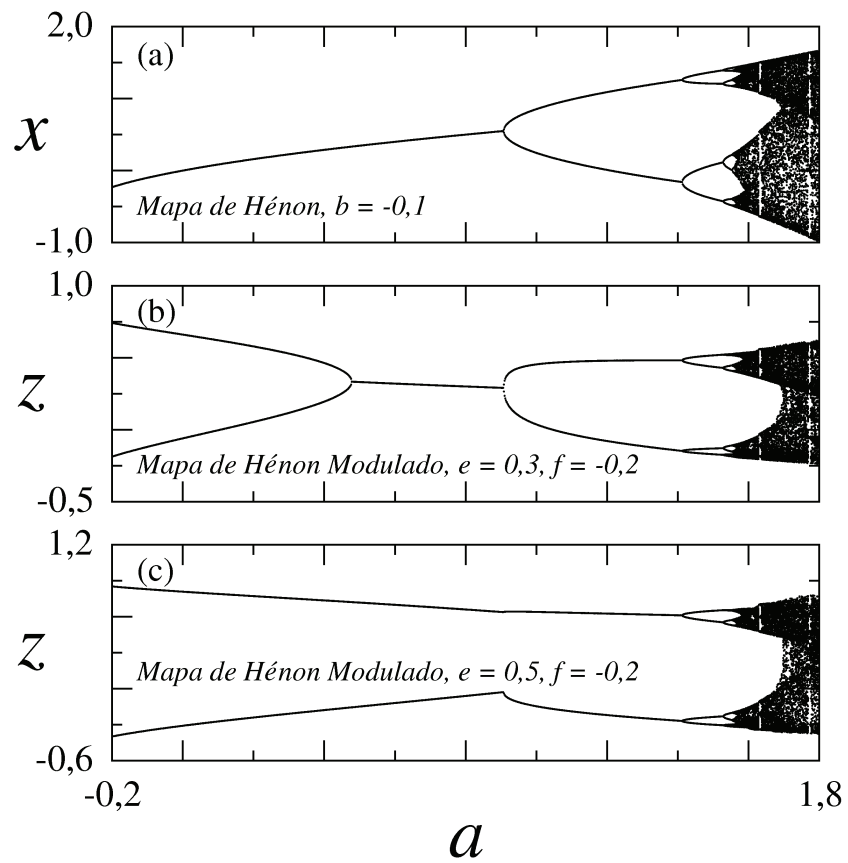 2,0
(a)
x
Mapa de Hénon, b = -0,1
-1,0
1,0
(b)
z
Mapa de Hénon Modulado, e = 0,3, f = -0,2
-0,5
1,2
(c)
z
Mapa de Hénon Modulado, e = 0,5, f = -0,2
-0,6
-0,2
1,8
a